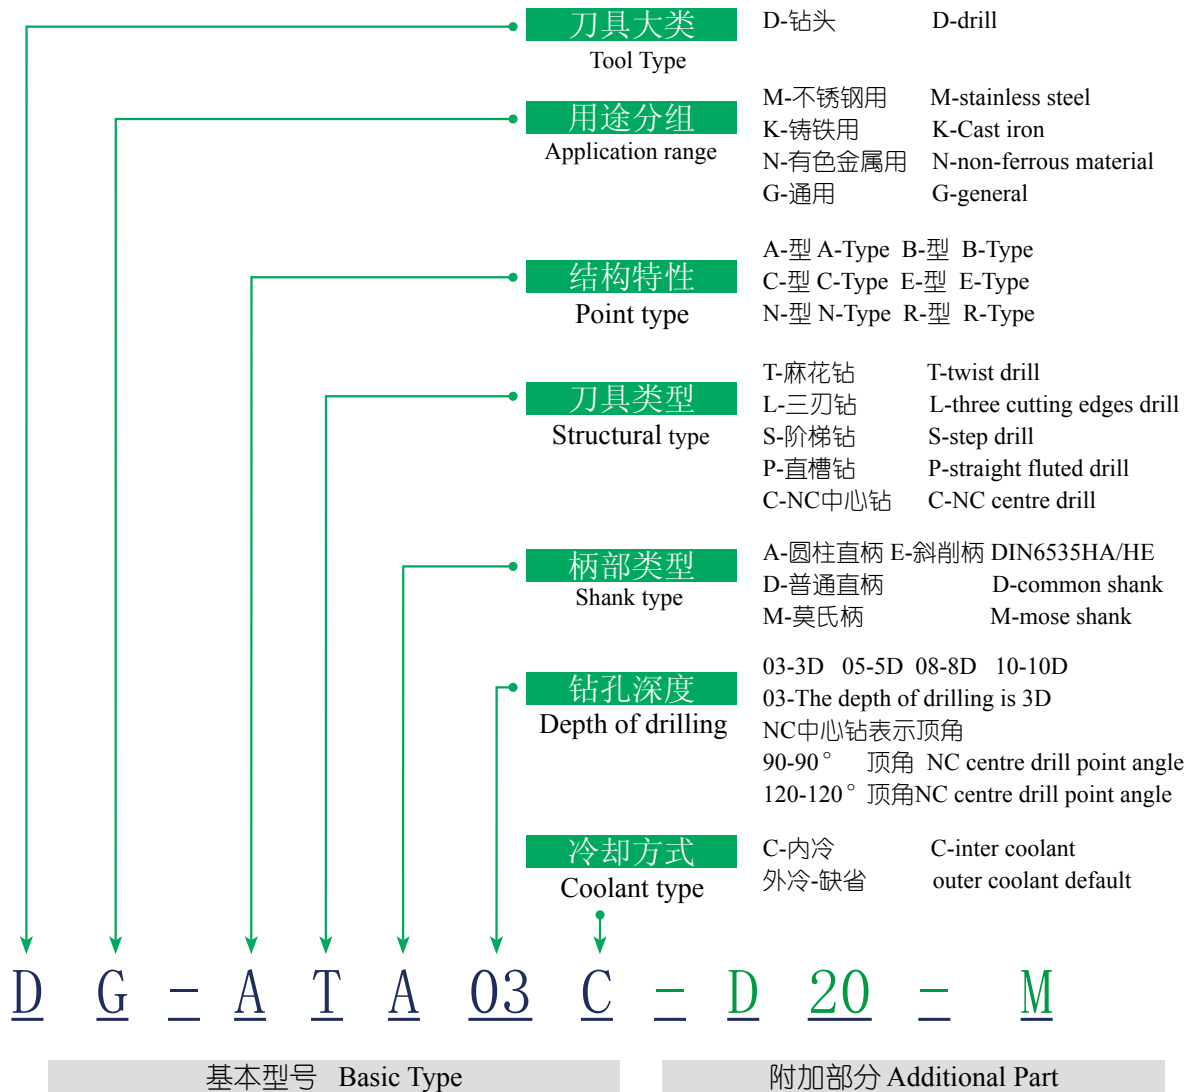 刀具大类 D-钻头 D-drill
Tool Type
用途分组 M-不锈钢用 M-stainless steel
Application range K-铸铁用 K-Cast iron
N-有色金属用 N-non-ferrous material
G-通用 G-general
结构特性 A-型 A-Type B-型 B-Type
Point type C-型 C-Type E-型 E-Type
N-型 N-Type R-型 R-Type
刀具类型 T-麻花钻 T-twist drill
Structural type L-三刃钻 L-three cutting edges drill
S-阶梯钻 S-step drill
P-直槽钻 P-straight fluted drill
C-NC中心钻 C-NC centre drill
柄部类型 A-圆柱直柄 E-斜削柄 DIN6535HA/HE
Shank type D-普通直柄 D-common shank
M-莫氏柄 M-mose shank
钻孔深度 03-3D 05-5D 08-8D 10-10D
Depth of drilling 03-The depth of drilling is 3D
NC中心钻表示顶角
90-90° 顶角 NC centre drill point angle
120-120° 顶角NC centre drill point angle
冷却方式 C-内冷 C-inter coolant
Coolant type 外冷-缺省 outer coolant default
D G - A T A 03 C - D 20 - M
基本型号 Basic Type 附加部分 Additional Part